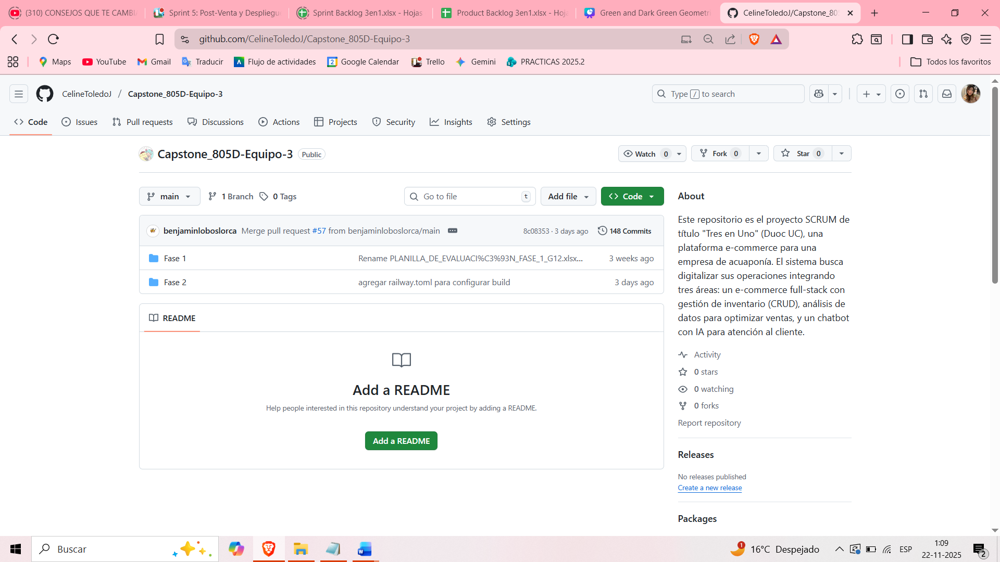 (310) CONSEJOS QUE TE CAMBI
Sprint 5: Post-Venta y Despliegue
Sprint Backlog 3en1.xlsx - Hojas
Product Backlog 3en1.xlsx - Hoja
Green and Dark Green Geometri
CelineToledoJ/Capstone_805
github.com/CelineToledoJ/Capstone_805D-Equipo-3
Maps
YouTube
Gmail
Traducir
Flujo de actividades
Google Calendar
Trello
Gemini
PRACTICAS 2025.2
Todos los favoritos
CelineToledoJ / Capstone_805D-Equipo-3
Type / to search
Code
Issues
Pull requests
Discussions
Actions
Projects
Security
Insights
Settings
Capstone_805D-Equipo-3 Public
Watch 0
Fork 0
Star 0
main
1 Branch
0 Tags
Go to file t
Add file
Code
benjaminloboslorca Merge pull request #57 from benjaminloboslorca/main
8c08353 · 3 days ago
148 Commits
Fase 1
Rename PLANILLA_DE_EVALUACI%C3%93N_FASE_1_G12.xlsx...
3 weeks ago
Fase 2
agregar railway.toml para configurar build
3 days ago
README
Add a README
Help people interested in this repository understand your project by adding a README.
Add a README
About
Este repositorio es el proyecto SCRUM de
título "Tres en Uno" (Duoc UC), una
plataforma e-commerce para una
empresa de acuaponía. El sistema busca
digitalizar sus operaciones integrando
tres áreas: un e-commerce full-stack con
gestión de inventario (CRUD), análisis de
datos para optimizar ventas, y un chatbot
con IA para atención al cliente.
Activity
0 stars
0 watching
0 forks
Report repository
Releases
No releases published
Create a new release
Packages
Buscar
1
16°C Despejado
ESP
1:09
22-11-2025
2